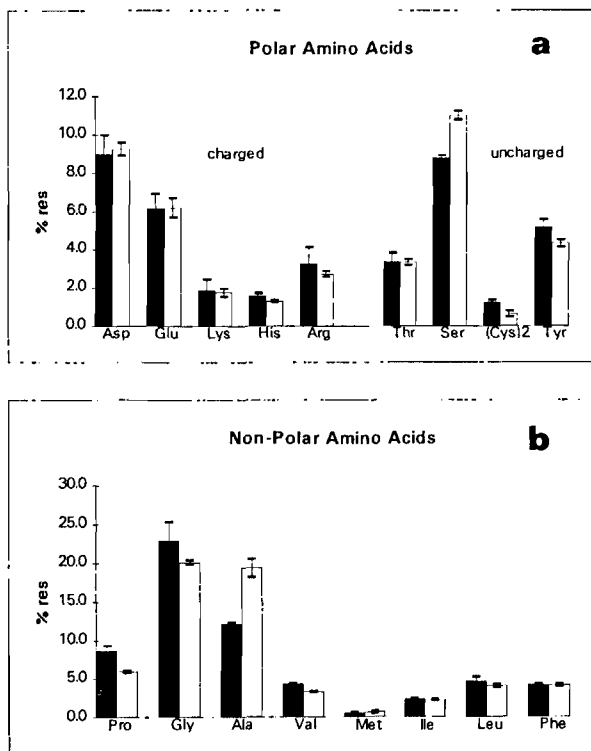 a
Polar Amino Acids
12.0
10.0
8.0
6.0
4.0
2.0
0.0
% res
charged
uncharged
Asp Glu Lys His Arg Thr Ser (Cys)2 Tyr
b
Non-Polar Amino Acids
30.0
25.0
20.0
15.0
10.0
5.0
0.0
% res
Pro Gly Ala Val Met Ile Leu Phe